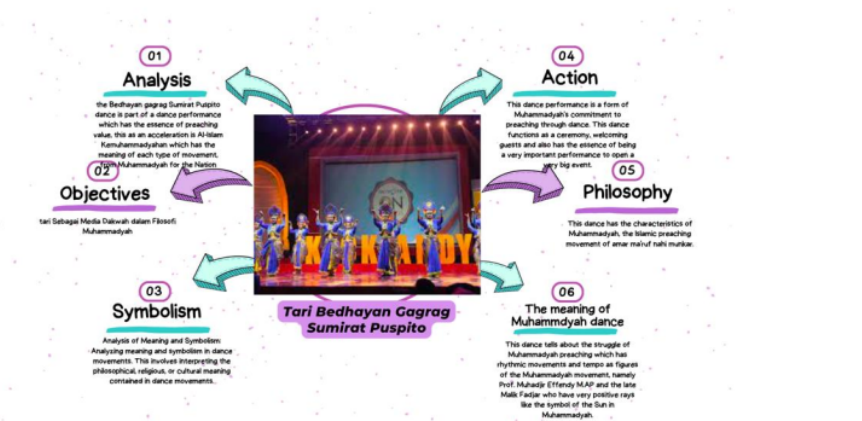 01
Analysis
the Bedhayan gagrag Sumirat Puspito
dance is part of a dance performance
which has the essence of preaching
value, this as an acceleration is Al-Islam
Kemuhammadyahan which has the
meaning of each type of movement,
from Muhammadyah for the Nation
02
Objectives
tari Sebagai Media Dakwah dalam Filosofi
Muhammadyah
03
Symbolism
Analysis of Meaning and Symbolism:
Analyzing meaning and symbolism in dance
movements. This involves interpreting the
philosophical, religious, or cultural meaning
contained in dance movements.
Tari Bedhayan Gagrag
Sumirat Puspito
04
Action
This dance performance is a form of
Muhammadyah's commitment to
preaching through dance. This dance
functions as a ceremony, welcoming
guests and also has the essence of being
a very important performance to open a
very big event.
05
Philosophy
This dance has the characteristics of
Muhammadyah, the Islamic preaching
movement of amar ma'ruf nahi munkar.
06
The meaning of
Muhammdyah dance
This dance tells about the struggle of
Muhammadyah preaching which has
rhythmic movements and tempo as figures
of the Muhammadyah movement, namely
Prof. Muhadjir Effendy M.AP and the late
Malik Fadjar who have very positive rays
like the symbol of the Sun in
Muhammadyah.